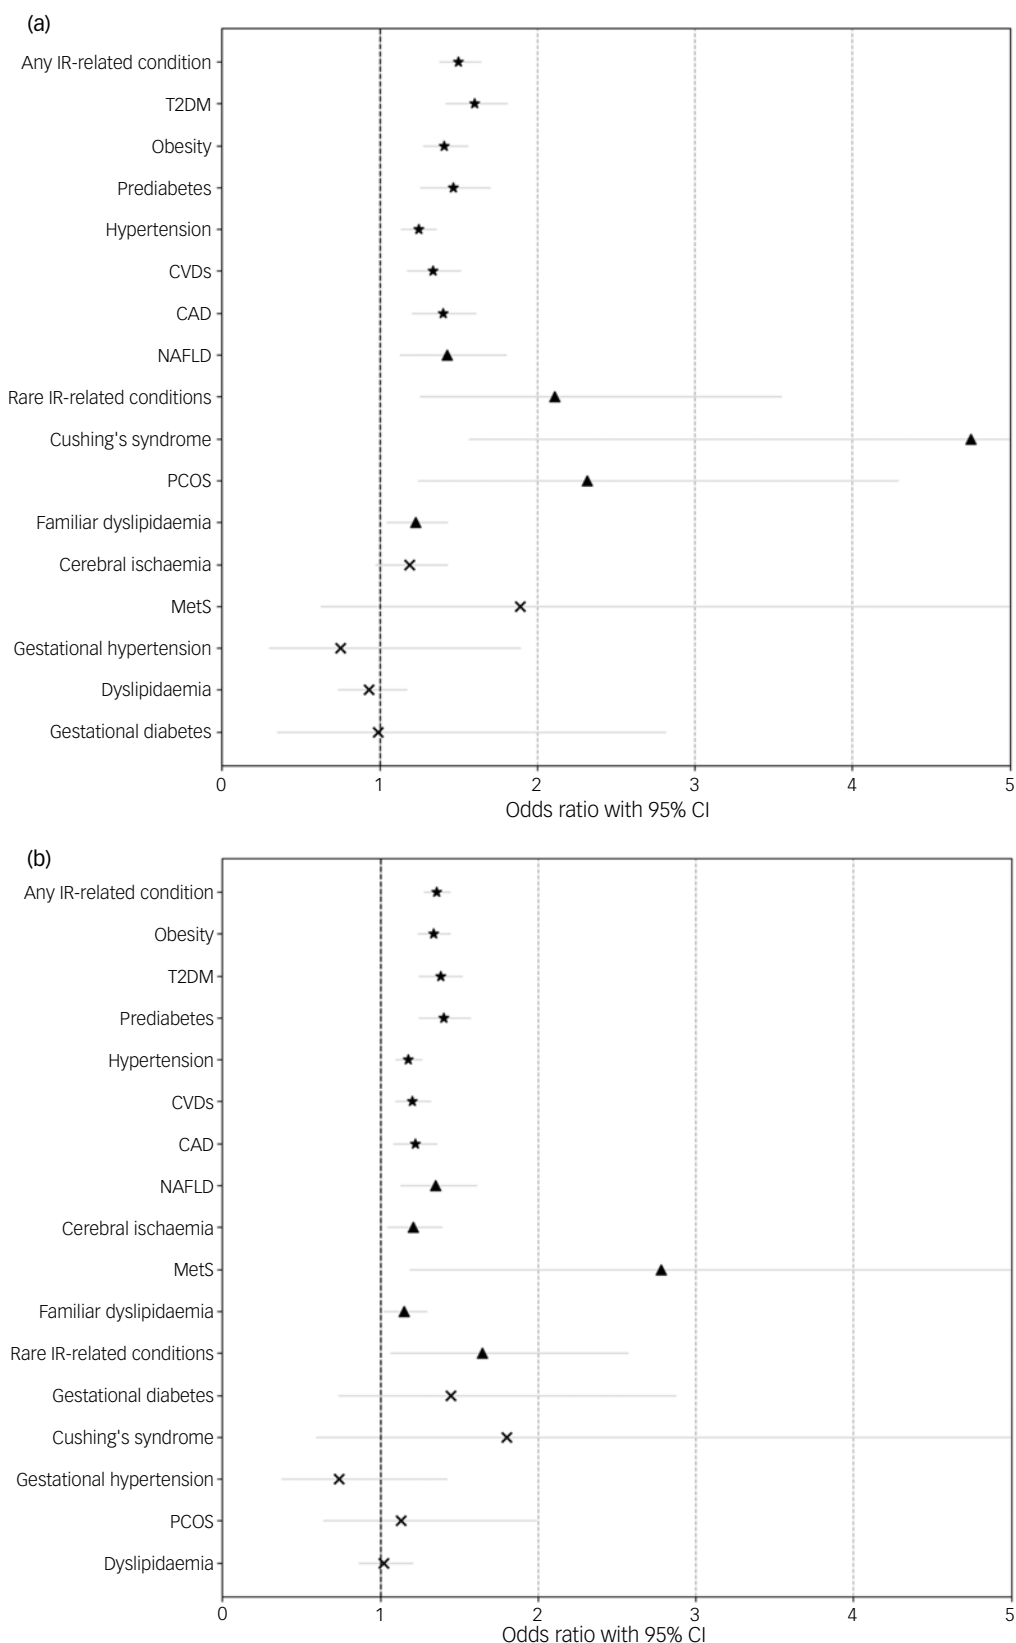 (a)
Any IR-related condition
T2DM
Obesity
Prediabetes
Hypertension
CVDs
CAD
NAFLD
Rare IR-related conditions
Cushing's syndrome
PCOS
Familiar dyslipidaemia
Cerebral ischaemia
MetS
Gestational hypertension
Dyslipidaemia
Gestational diabetes
0 1 2 3 4 5
Odds ratio with 95% CI
(b)
Any IR-related condition
Obesity
T2DM
Prediabetes
Hypertension
CVDs
CAD
NAFLD
Cerebral ischaemia
MetS
Familiar dyslipidaemia
Rare IR-related conditions
Gestational diabetes
Cushing's syndrome
Gestational hypertension
PCOS
Dyslipidaemia
0 1 2 3 4 5
Odds ratio with 95% CI